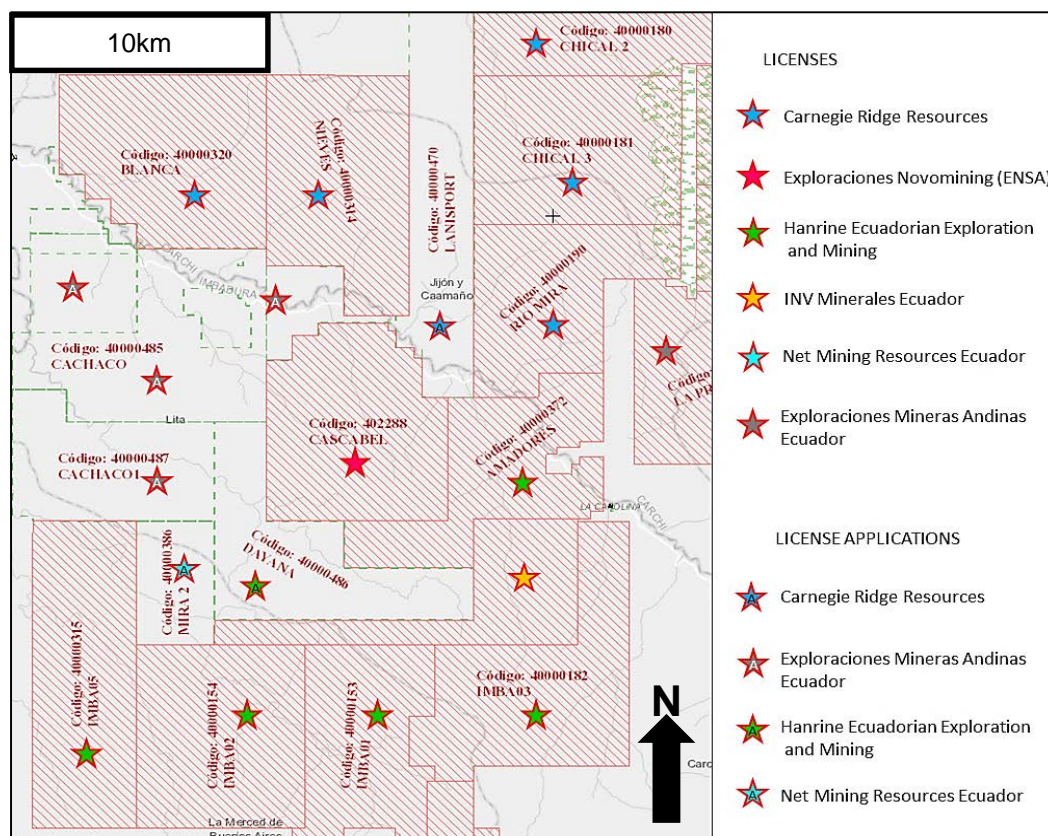 10km
Código: 40000180
CHICAL 2
Código: 40000320
BLANCA
Código: 40000314
NIEVES
Código: 40000470
LANISPORT
Código: 40000181
CHICAL 3
CARCHI
IMBABURA
Jijón y
Caamaño
Código: 40000190
RIO MIRA
Código: 40000485
CACHACO
Lita
Código: 402288
CASCABEL
Código: 40000372
AMADORES
Código:
LA PR
Código: 40000487
CACHACO1
LA CAROLINA
CARCHI
Código: 40000386
MIRA 2
Código: 40000486
DAYANA
Código: 40000315
IMBA05
Código: 40000154
IMBA02
Código: 40000153
IMBA01
Código: 40000182
IMBA03
N
Caro
La Merced de
Buenos Aires
A
A
A
A
A
A
A
LICENSES
Carnegie Ridge Resources
Exploraciones Novomining (ENSA)
Hanrine Ecuadorian Exploration
and Mining
INV Minerales Ecuador
Net Mining Resources Ecuador
Exploraciones Mineras Andinas
Ecuador
LICENSE APPLICATIONS
A Carnegie Ridge Resources
A Exploraciones Mineras Andinas
Ecuador
A Hanrine Ecuadorian Exploration
and Mining
A Net Mining Resources Ecuador